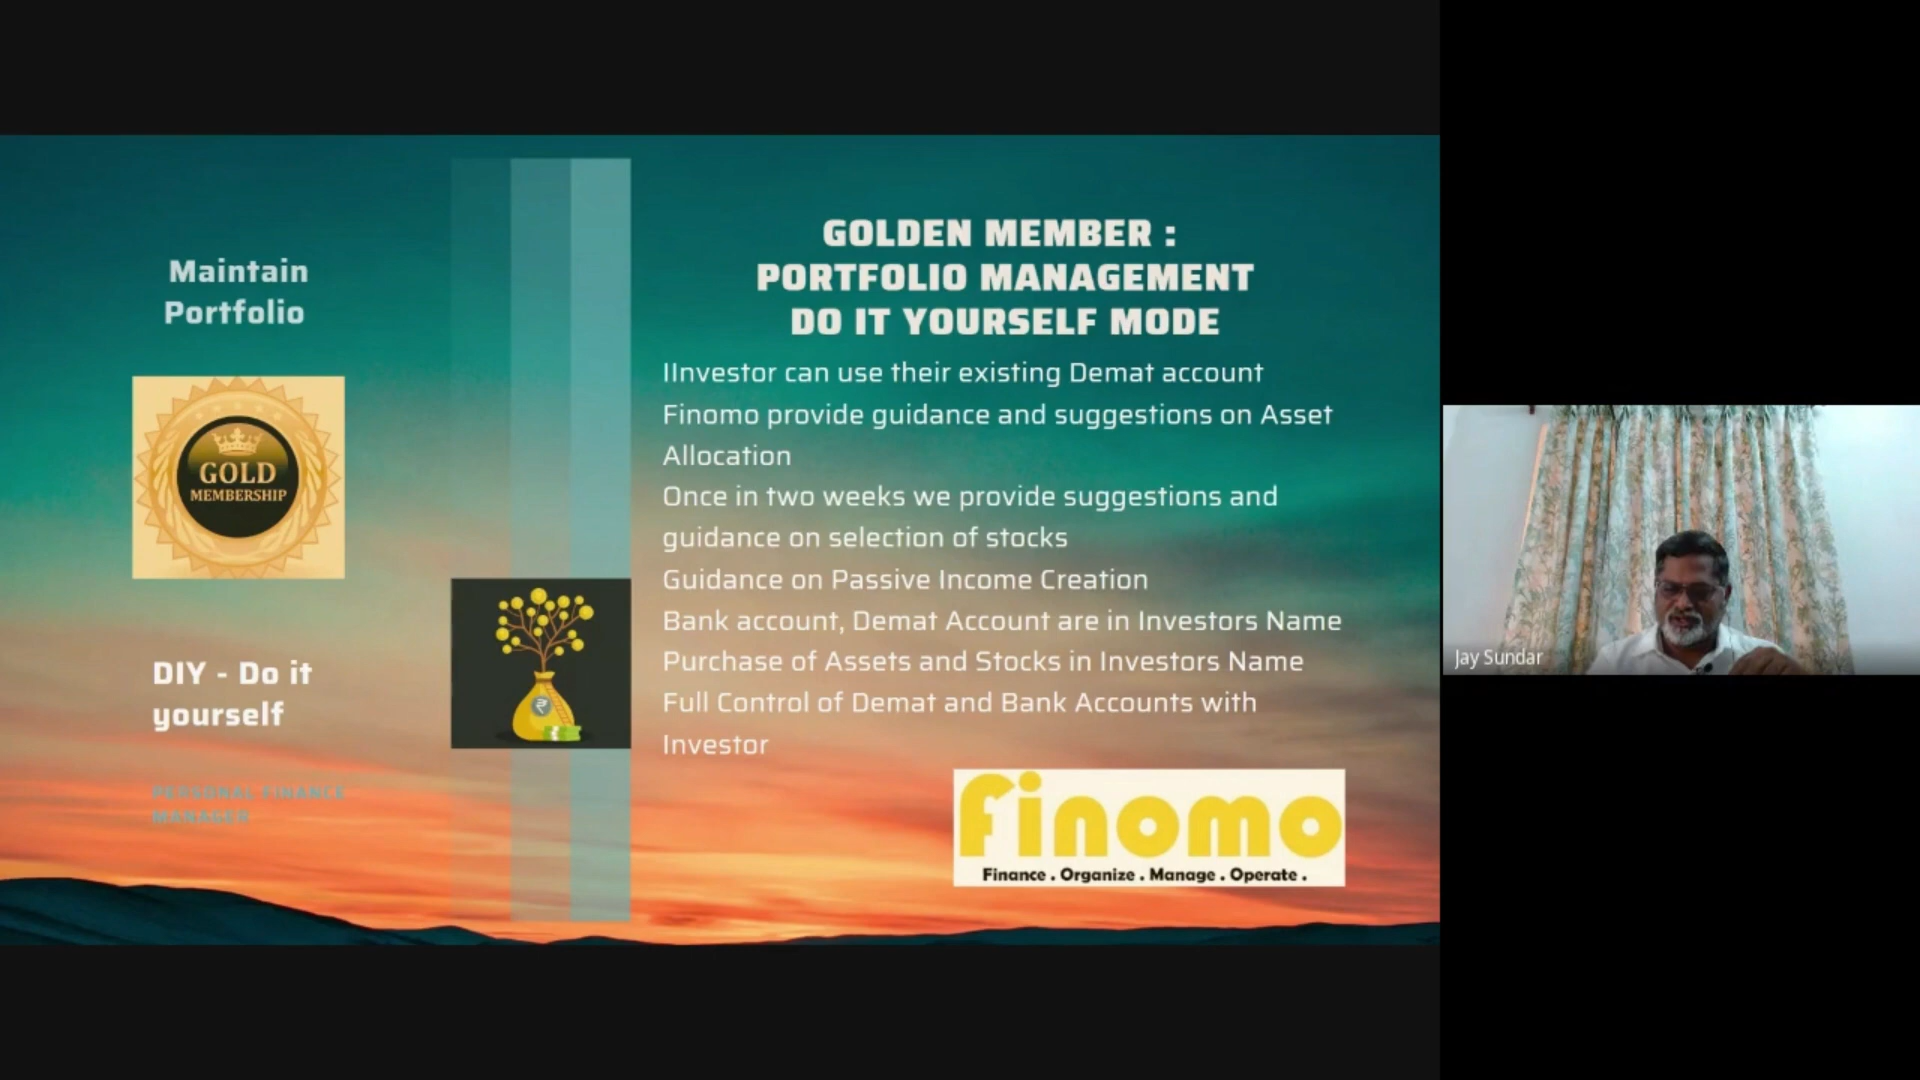 Maintain
Portfolio
GOLD
MEMBERSHIP
DIY - Do it
yourself
PERSONAL FINANCE
MANAGER
₹
GOLDEN MEMBER :
PORTFOLIO MANAGEMENT
DO IT YOURSELF MODE
IInvestor can use their existing Demat account
Finomo provide guidance and suggestions on Asset
Allocation
Once in two weeks we provide suggestions and
guidance on selection of stocks
Guidance on Passive Income Creation
Bank account, Demat Account are in Investors Name
Purchase of Assets and Stocks in Investors Name
Full Control of Demat and Bank Accounts with
Investor
finomo
Finance . Organize . Manage . Operate .
Jay Sundar